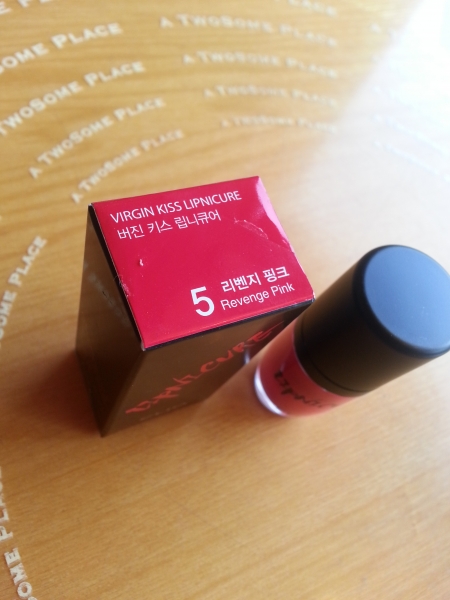 A TWOSOME PLACE
A TWOSOME PLACE
A TWOSOME PLACE
A TWOSOME PLACE
A TWOSOME PLACE
VIRGIN KISS LIPNICURE
버진 키스 립니큐어
5 리벤지 핑크
Revenge Pink
Lipnicure